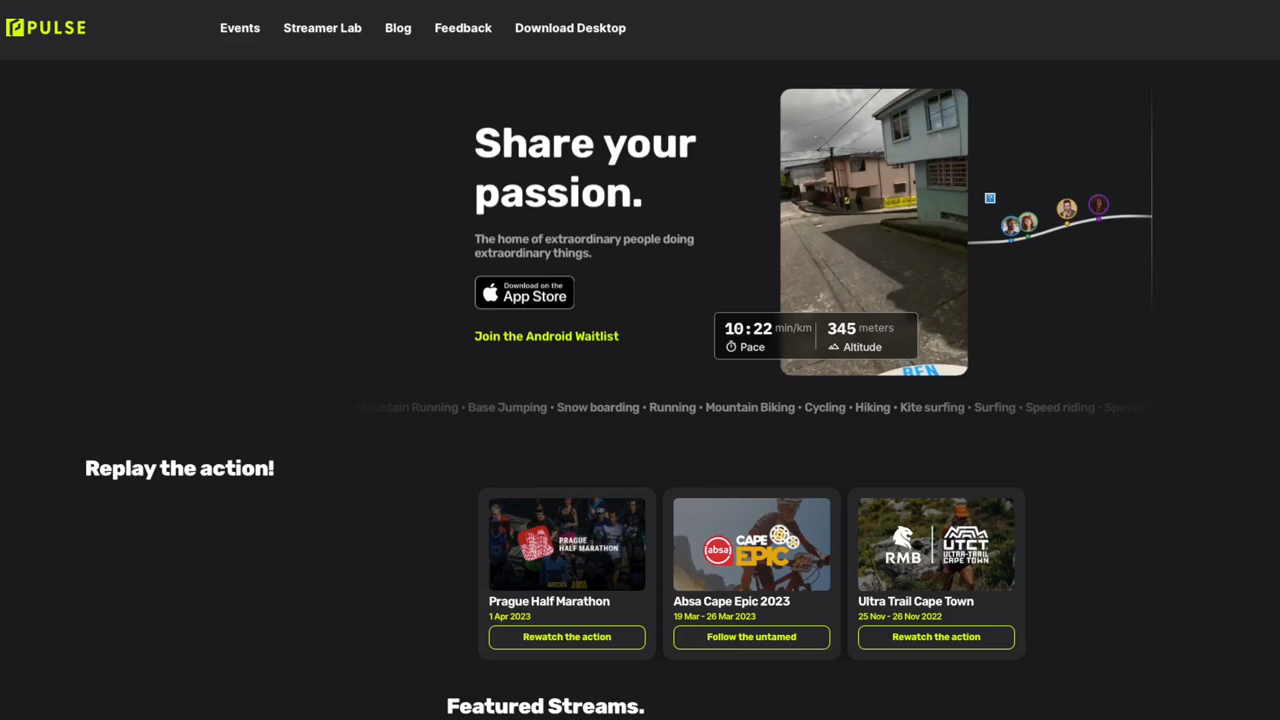 PULSE
Events
Streamer Lab
Blog
Feedback
Download Desktop
Share your
passion.
The home of extraordinary people doing
extraordinary things.
Download on the
App Store
Join the Android Waitlist
10:22 min/km
Pace
345 meters
Altitude
BEN
Running • Base Jumping • Snow boarding • Running • Mountain Biking • Cycling • Hiking • Kite surfing • Surfing • Speed riding •
Replay the action!
PRAGUE
HALF MARATHON
Prague Half Marathon
1 Apr 2023
Rewatch the action
absa
CAPE
EPIC
Absa Cape Epic 2023
19 Mar - 26 Mar 2023
Follow the untamed
RMB
UTCT
ULTRA-TRAIL
CAPE TOWN
Ultra Trail Cape Town
25 Nov - 26 Nov 2022
Rewatch the action
Featured Streams.